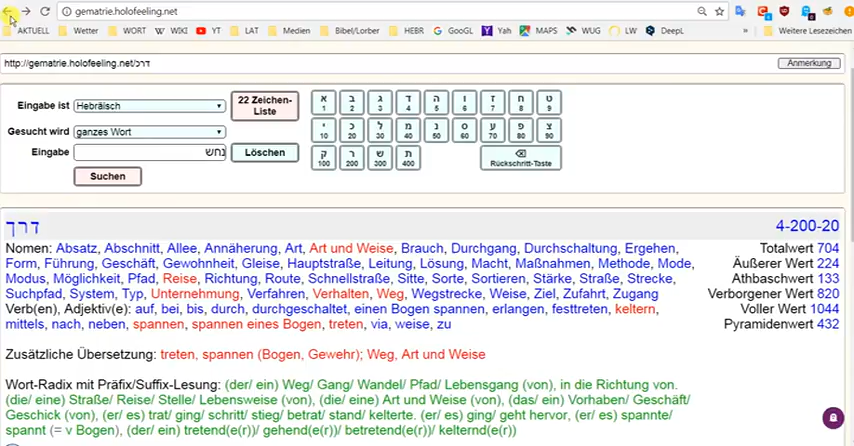 gematrie.holofeeling.net
AKTUELL Wetter WORT WIKI YT LAT Medien Bibel/Lorber HEBR GooGL Yah MAPS WUG LW DeepL » Weitere Lesezeichen
http://gematrie.holofeeling.net/דרכ Anmerkung
Eingabe ist Hebräisch 22 Zeichen-Liste
Gesucht wird ganzes Wort
Eingabe נחש Löschen
Suchen
א ב ג ד ה ו ז ח ט
1 2 3 4 5 6 7 8 9
י כ ל מ נ ס ע פ צ
10 20 30 40 50 60 70 80 90
ק ר ש ת
100 200 300 400 Rückschritt-Taste
דרך 4-200-20
Nomen: Absatz, Abschnitt, Allee, Annäherung, Art, Art und Weise, Brauch, Durchgang, Durchschaltung, Ergehen, Totalwert 704
Form, Führung, Geschäft, Gewohnheit, Gleise, Hauptstraße, Leitung, Lösung, Macht, Maßnahmen, Methode, Mode, Äußerer Wert 224
Modus, Möglichkeit, Pfad, Reise, Richtung, Route, Schnellstraße, Sitte, Sorte, Sortieren, Stärke, Straße, Strecke, Athbaschwert 133
Suchpfad, System, Typ, Unternehmung, Verfahren, Verhalten, Weg, Wegstrecke, Weise, Ziel, Zufahrt, Zugang Verborgener Wert 820
Verb(en), Adjektiv(e): auf, bei, bis, durch, durchgeschaltet, einen Bogen spannen, erlangen, festtreten, keltern, Voller Wert 1044
mittels, nach, neben, spannen, spannen eines Bogen, treten, via, weise, zu Pyramidenwert 432
Zusätzliche Übersetzung: treten, spannen (Bogen, Gewehr); Weg, Art und Weise
Wort-Radix mit Präfix/Suffix-Lesung: (der/ ein) Weg/ Gang/ Wandel/ Pfad/ Lebensgang (von), in die Richtung von.
(die/ eine) Straße/ Reise/ Stelle/ Lebensweise (von), (die/ eine) Art und Weise (von), (das/ ein) Vorhaben/ Geschäft/
Geschick (von), (er/ es) trat/ ging/ schritt/ stieg/ betrat/ stand/ kelterte. (er/ es) ging/ geht hervor, (er/ es) spannte/
spannt (= v Bogen), (der/ ein) tretend(e(r))/ gehend(e(r))/ betretend(e(r))/ kelternd(e(r))